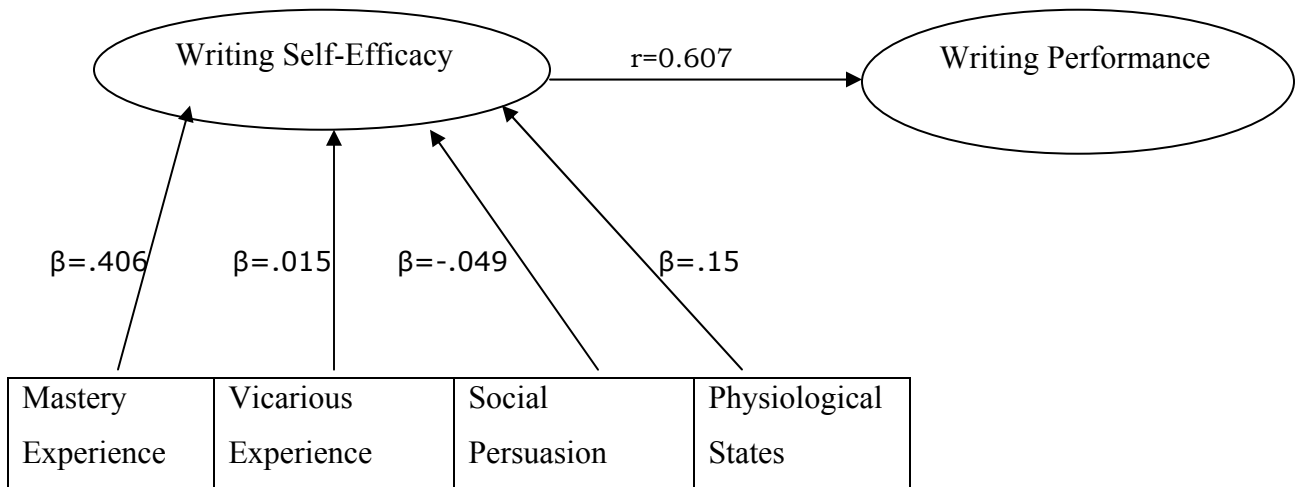 Writing Self-Efficacy
r=0.607
Writing Performance
β=.406
β=.015
β=-.049
β=.15
Mastery
Experience
Vicarious
Experience
Social
Persuasion
Physiological
States